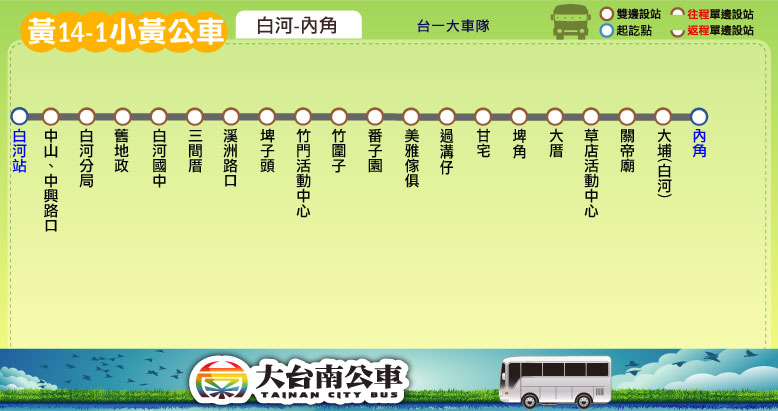 黃14-1小黃公車
白河-內角
台一大車隊
雙邊設站
往程單邊設站
起訖點
返程單邊設站
白河站
中山、中興路口
白河分局
舊地政
白河國中
三間厝
溪洲路口
埤子頭
竹門活動中心
竹圍子
番子園
美雅傢俱
過溝仔
甘宅
埤角
大厝
草店活動中心
關帝廟
大埔(白河)
內角
大台南公車
TAINAN CITY BUS